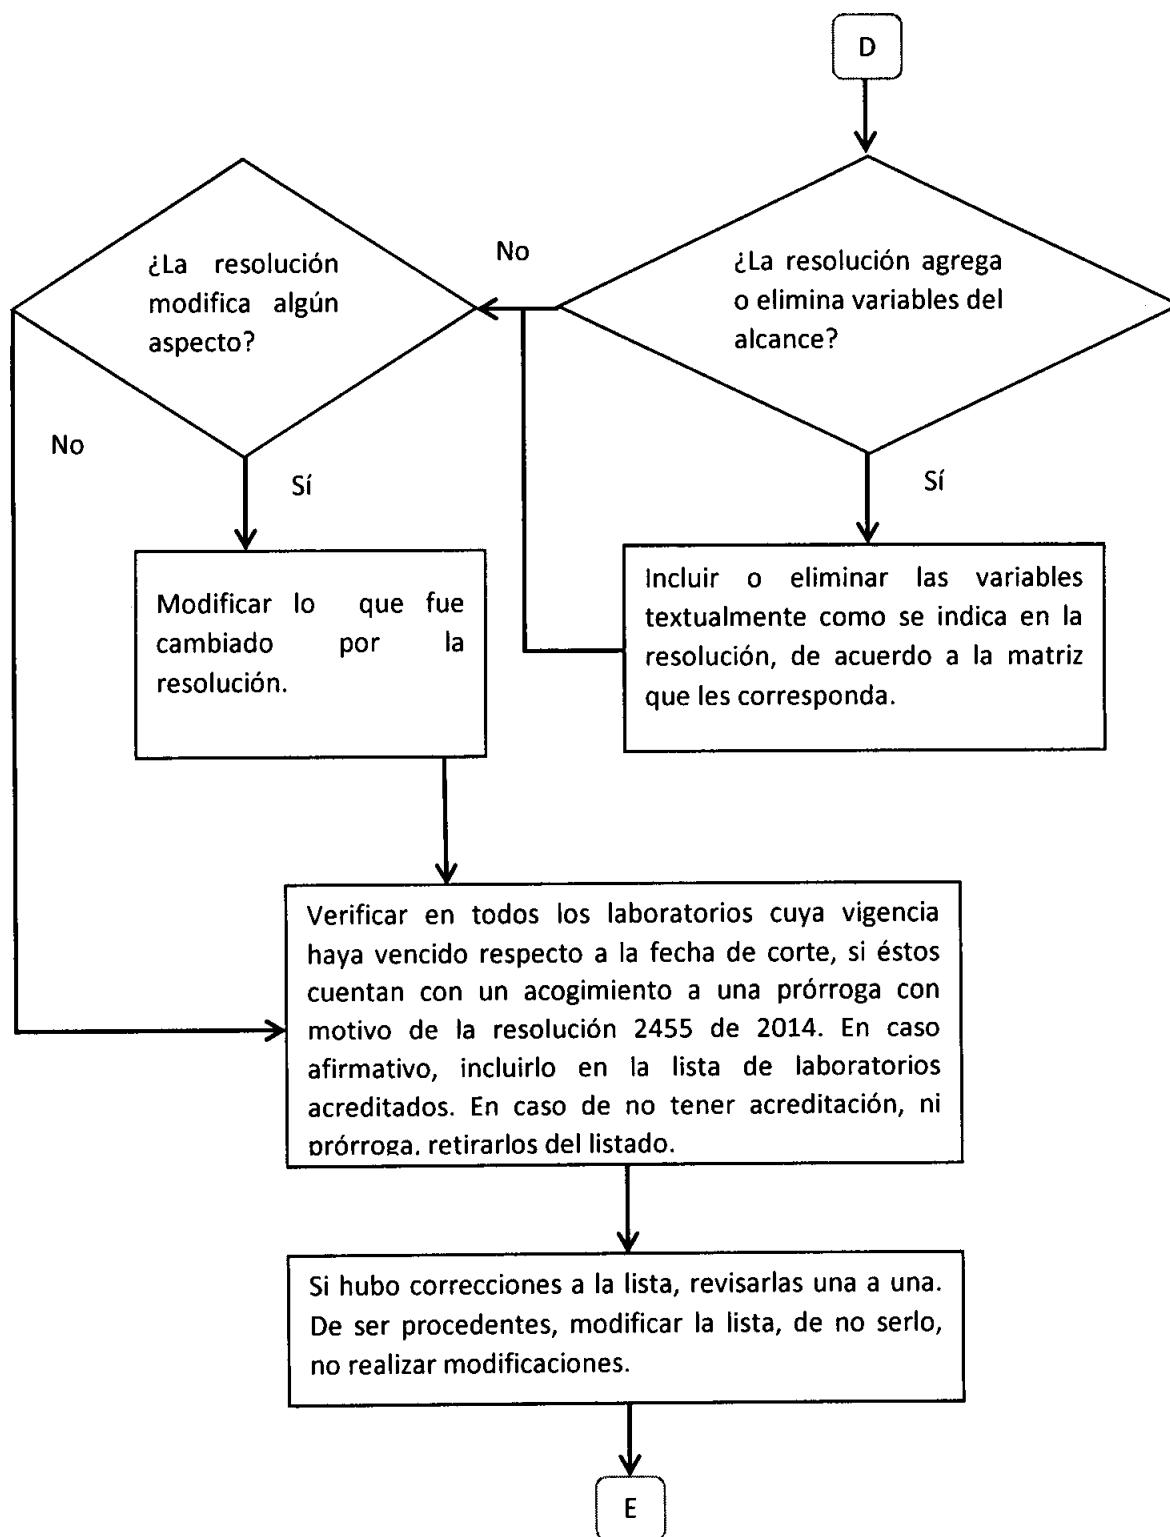 D
¿La resolución agrega
o elimina variables del
alcance?
No
Sí
Incluir o eliminar las variables
textualmente como se indica en la
resolución, de acuerdo a la matriz
que les corresponda.
¿La resolución
modifica algún
aspecto?
No
Sí
Modificar lo que fue
cambiado por la
resolución.
Verificar en todos los laboratorios cuya vigencia
haya vencido respecto a la fecha de corte, si éstos
cuentan con un acogimiento a una prórroga con
motivo de la resolución 2455 de 2014. En caso
afirmativo, incluirlo en la lista de laboratorios
acreditados. En caso de no tener acreditación, ni
prórroga, retirarlos del listado.
Si hubo correcciones a la lista, revisarlas una a una.
De ser procedentes, modificar la lista, de no serlo,
no realizar modificaciones.
E